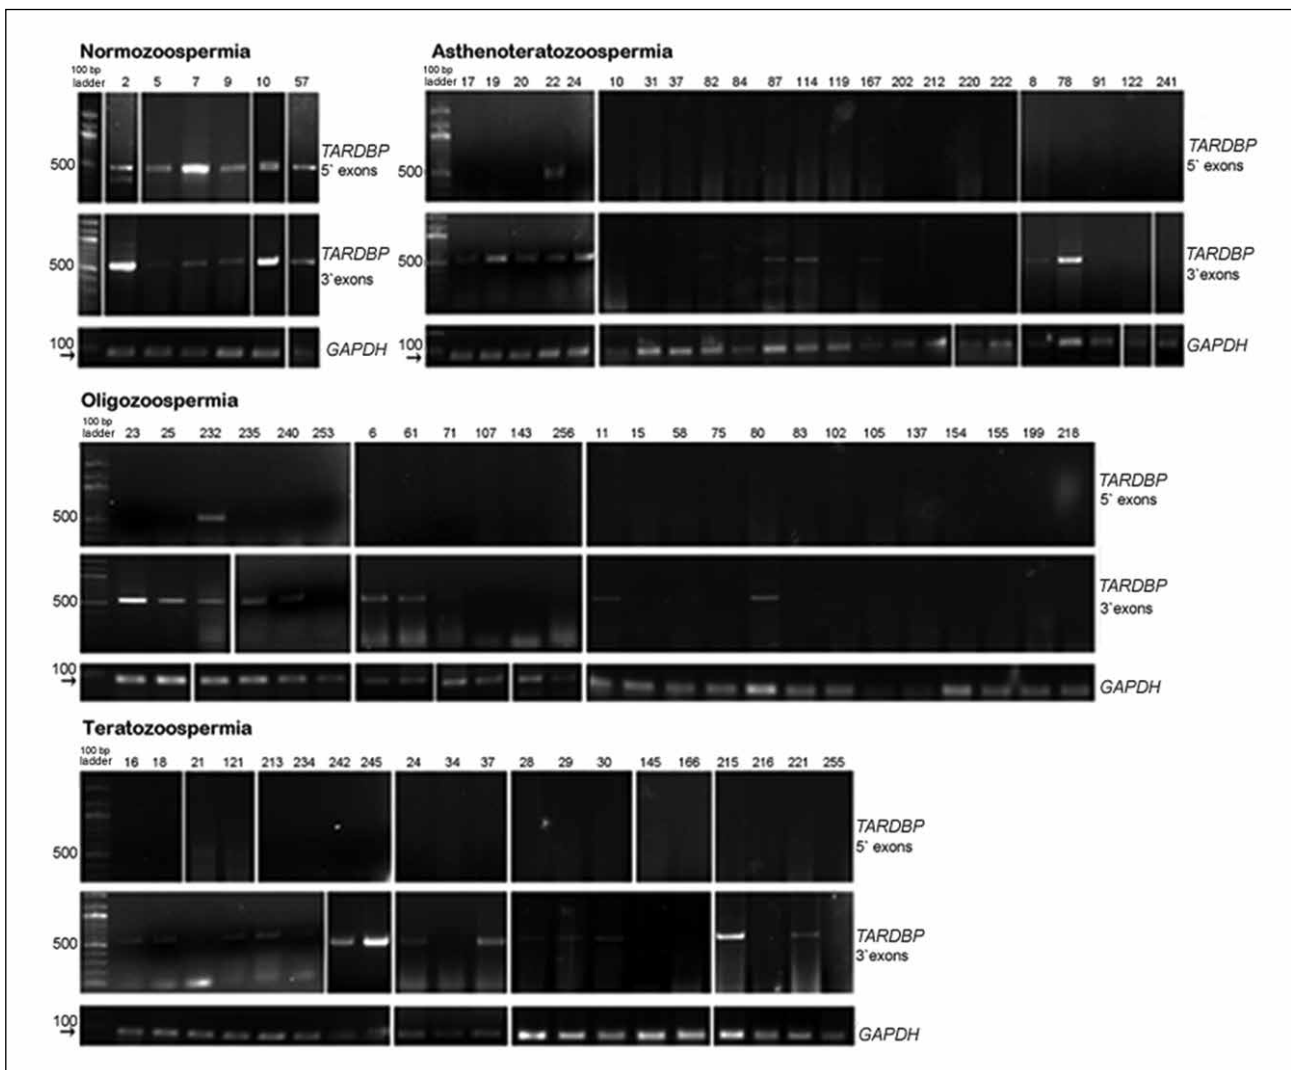 Normozoospermia
100 bp
ladder 2 5 7 9 10 57
500
TARDBP
5` exons
500
TARDBP
3`exons
100
→
GAPDH
Asthenoteratozoospermia
100 bp
ladder 17 19 20 22 24 10 31 37 82 84 87 114 119 167 202 212 220 222 8 78 91 122 241
500
TARDBP
5` exons
500
TARDBP
3`exons
100
→
GAPDH
Oligozoospermia
100 bp
ladder 23 25 232 235 240 253 6 61 71 107 143 256 11 15 58 75 80 83 102 105 137 154 155 199 218
500
TARDBP
5` exons
500
TARDBP
3`exons
100
→
GAPDH
Teratozoospermia
100 bp
ladder 16 18 21 121 213 234 242 245 24 34 37 28 29 30 145 166 215 216 221 255
500
TARDBP
5` exons
500
TARDBP
3`exons
100
→
GAPDH